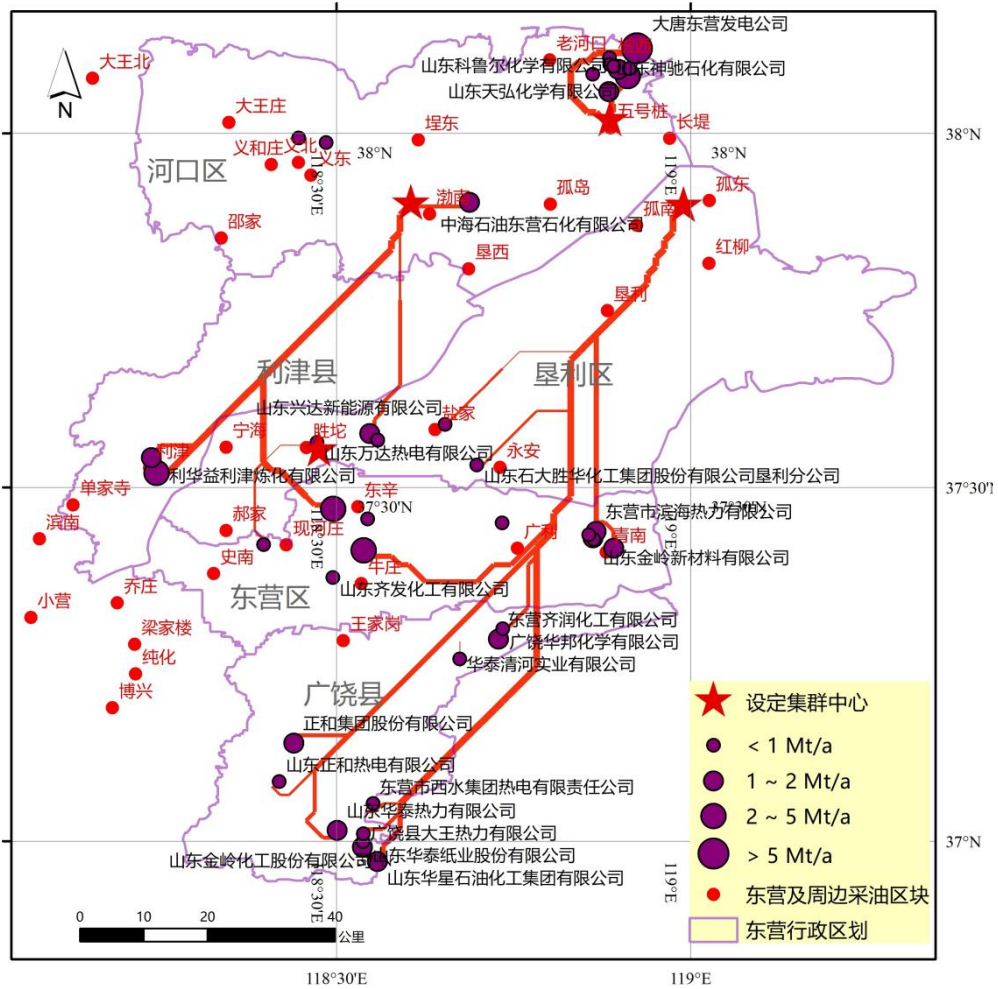 大唐东营发电公司
大王北
老河口
桩西
山东科鲁尔化学有限公司
山东神驰石化有限公司
山东天弘化学有限公司
N
大王庄
五号桩
埕东
长堤
38°N
义和庄
义北
义东
38°N
38°N
河口区
118°30'E
119°E
渤南
孤岛
孤南
孤东
中海石油东营石化有限公司
邵家
垦西
红柳
垦利
利津县
垦利区
山东兴达新能源有限公司
盐家
宁海
胜坨
利津
山东万达热电有限公司
永安
利华益利津炼化有限公司
山东石大胜华化工集团股份有限公司垦利分公司
单家寺
37°30'N
东辛
37°30'N
37°30'N
滨南
郝家
现河庄
118°30'E
东营市滨海热力有限公司
119°E
广利
青南
史南
牛庄
山东金岭新材料有限公司
东营区
山东齐发化工有限公司
乔庄
小营
东营齐润化工有限公司
梁家楼
王家岗
广饶华邦化学有限公司
纯化
华泰清河实业有限公司
博兴
广饶县
正和集团股份有限公司
设定集群中心
山东正和热电有限公司
< 1 Mt/a
东营市西水集团热电有限责任公司
1 ~ 2 Mt/a
山东华泰热力有限公司
2 ~ 5 Mt/a
广饶县大王热力有限公司
37°N
山东金岭化工股份有限公司
山东华泰纸业股份有限公司
> 5 Mt/a
山东华星石油化工集团有限公司
118°30'E
119°E
东营及周边采油区块
东营行政区划
0 10 20 40
公里
118°30'E
119°E